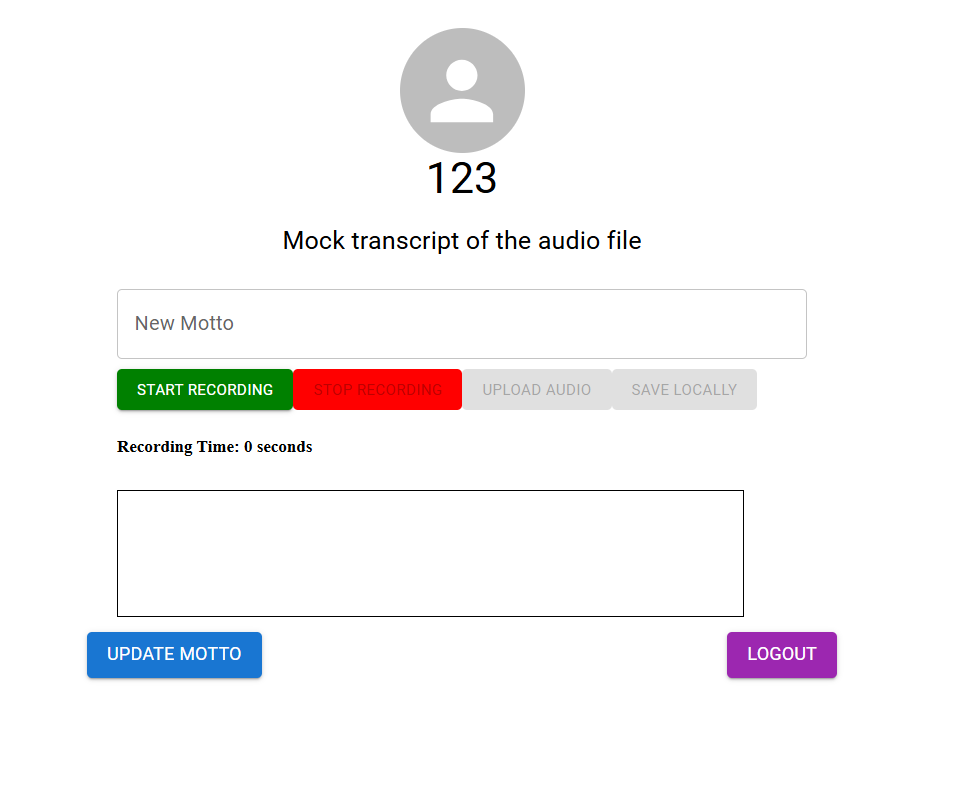 123
Mock transcript of the audio file
New Motto
START RECORDING STOP RECORDING UPLOAD AUDIO SAVE LOCALLY
Recording Time: 0 seconds
UPDATE MOTTO LOGOUT